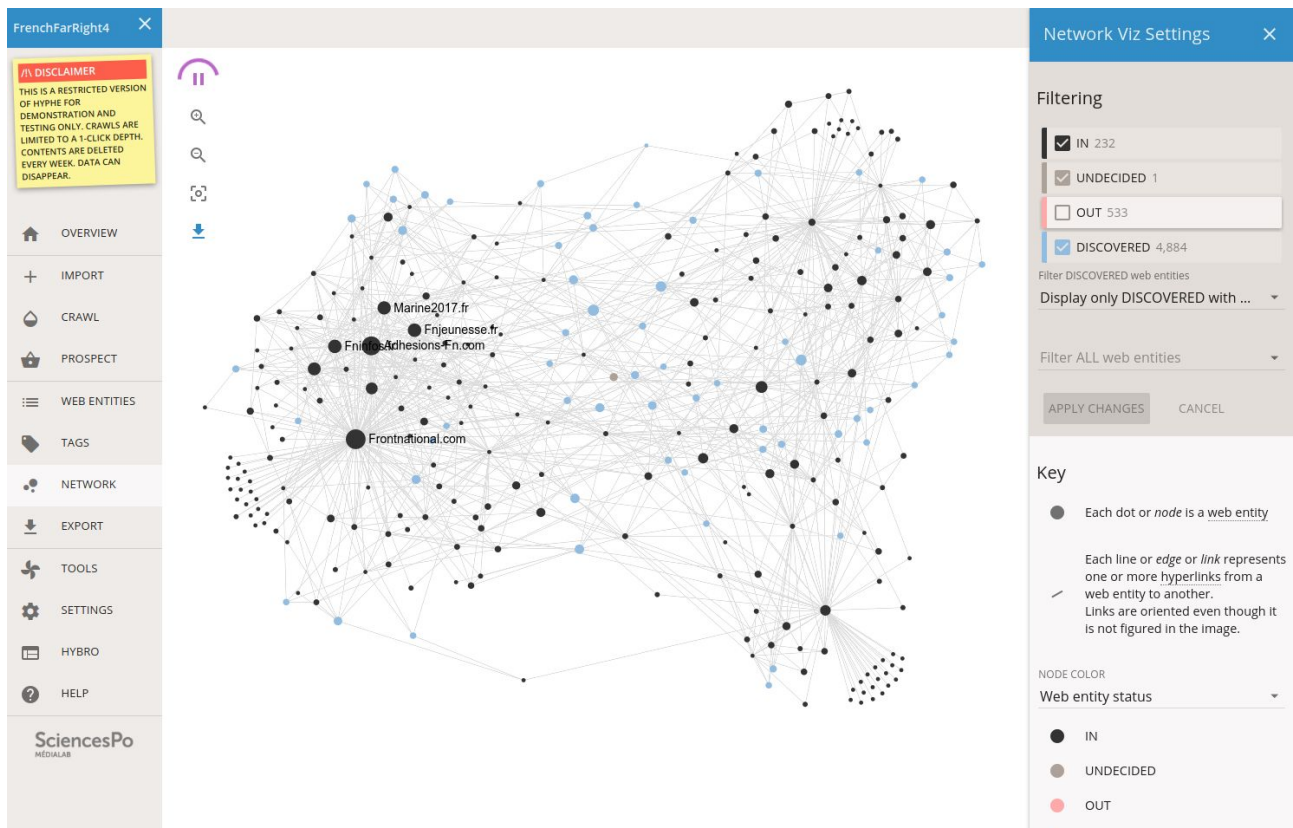 FrenchFarRight4
/!\ DISCLAIMER
THIS IS A RESTRICTED VERSION
OF HYPHE FOR
DEMONSTRATION AND
TESTING ONLY. CRAWLS ARE
LIMITED TO A 1-CLICK DEPTH.
CONTENTS ARE DELETED
EVERY WEEK. DATA CAN
DISAPPEAR.
OVERVIEW
IMPORT
CRAWL
PROSPECT
WEB ENTITIES
TAGS
NETWORK
EXPORT
TOOLS
SETTINGS
HYBRO
HELP
SciencesPo
MÉDIALAB
Marine2017.fr
Fnjeunesse.fr
Fninfos.fr
Adhesions-Fn.com
Frontnational.com
Network Viz Settings
Filtering
IN 232
UNDECIDED 1
OUT 533
DISCOVERED 4,884
Filter DISCOVERED web entities
Display only DISCOVERED with ...
Filter ALL web entities
APPLY CHANGES CANCEL
Key
Each dot or node is a web entity
Each line or edge or link represents
one or more hyperlinks from a
web entity to another.
Links are oriented even though it
is not figured in the image.
NODE COLOR
Web entity status
IN
UNDECIDED
OUT